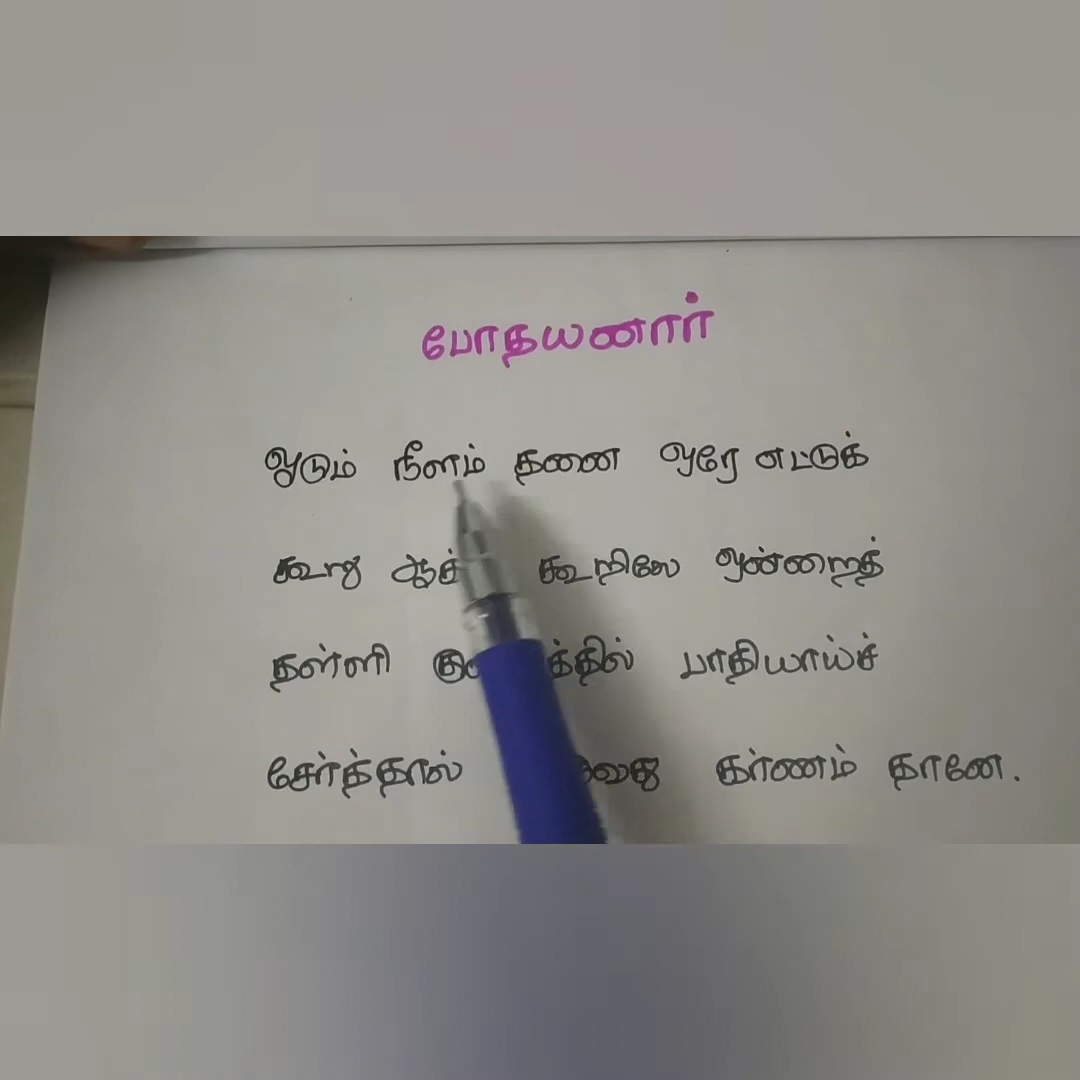 போதயனார்
ஓடும் நீளம் தனை ஒரே எட்டுக்
கூறு கூறிலே ஒன்றைத்
தள்ளி பாதியாய்ச்
சேர்த்தால் கர்ணம் தானே.